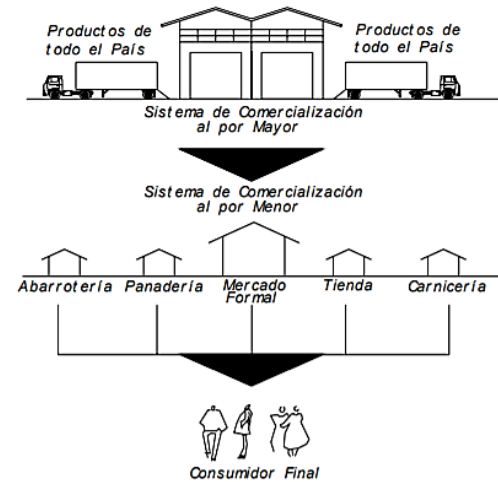 Productos de
todo el País
Productos de
todo el País
Sistema de Comercialización
al por Mayor
Sistema de Comercialización
al por Menor
Abarrotería
Panadería
Mercado
Formal
Tienda
Carnicería
Consumidor Final